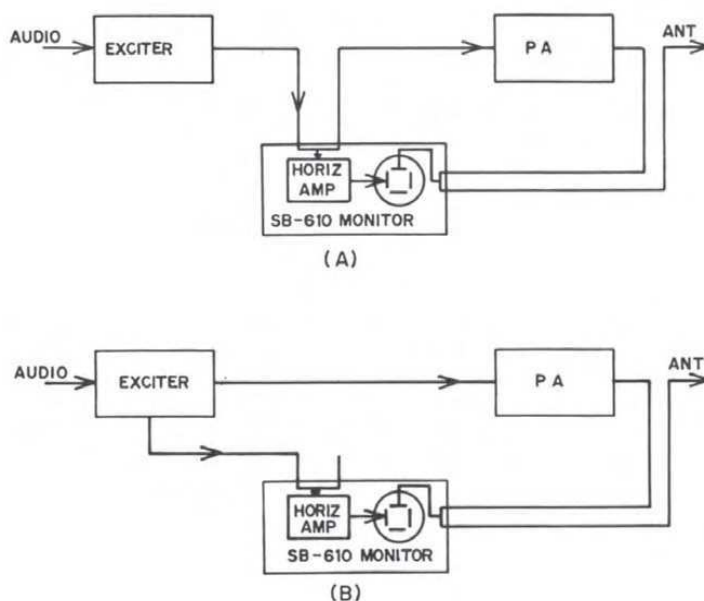 AUDIO
EXCITER
PA
ANT
HORIZ
AMP
SB-610 MONITOR
(A)
AUDIO
EXCITER
PA
ANT
HORIZ
AMP
SB-610 MONITOR
(B)